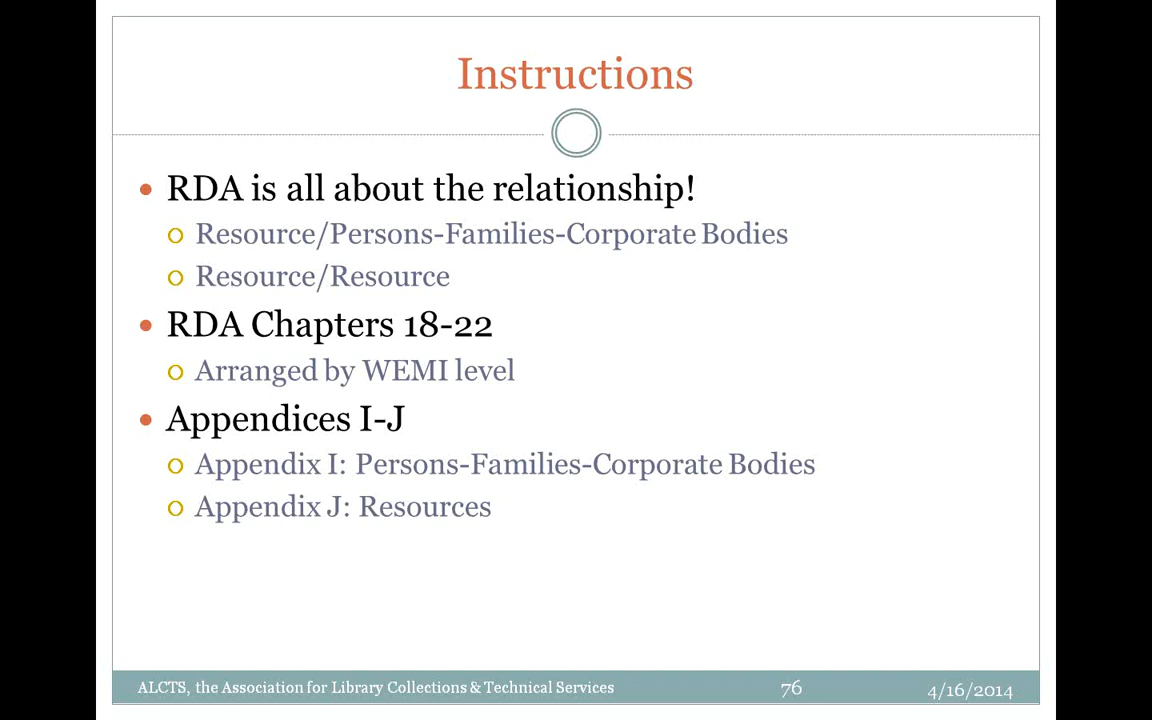 Instructions
RDA is all about the relationship!
Resource/Persons-Families-Corporate Bodies
Resource/Resource
RDA Chapters 18-22
Arranged by WEMI level
Appendices I-J
Appendix I: Persons-Families-Corporate Bodies
Appendix J: Resources
ALCTS, the Association for Library Collections & Technical Services 76 4/16/2014